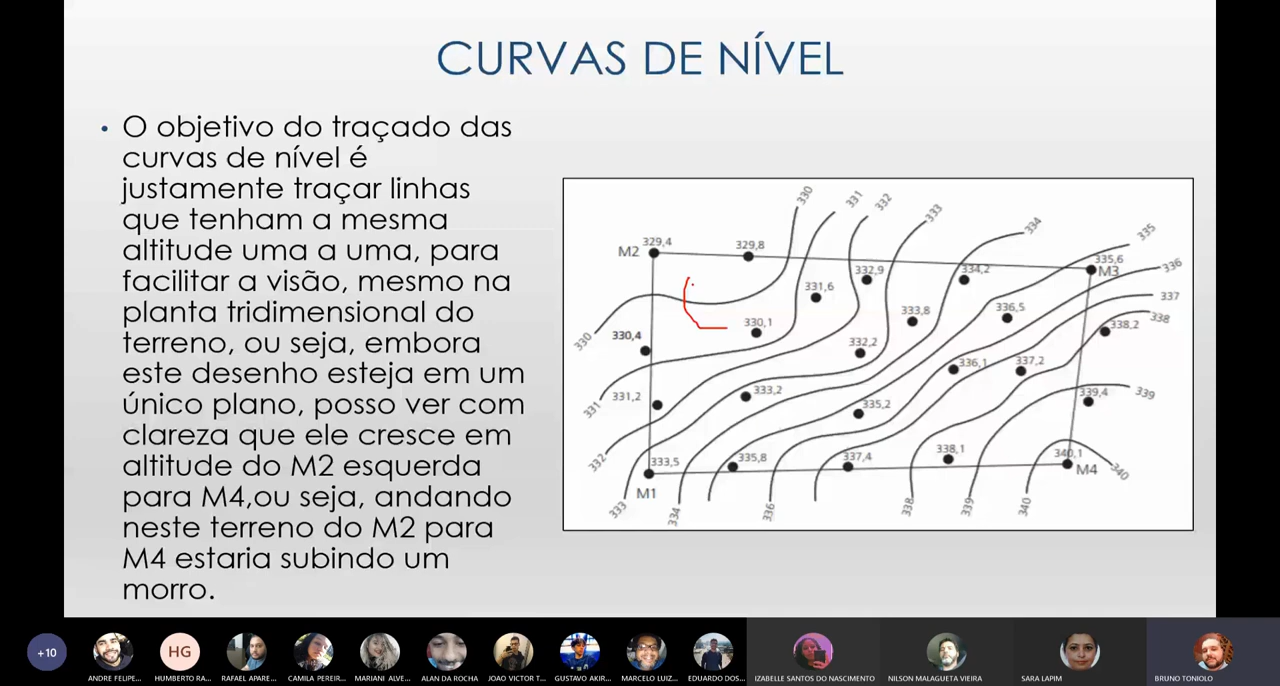 CURVAS DE NÍVEL
• O objetivo do traçado das
curvas de nível é
justamente traçar linhas
que tenham a mesma
altitude uma a uma, para
facilitar a visão, mesmo na
planta tridimensional do
terreno, ou seja, embora
este desenho esteja em um
único plano, posso ver com
clareza que ele cresce em
altitude do M2 esquerda
para M4,ou seja, andando
neste terreno do M2 para
M4 estaria subindo um
morro.
330
331
332
333
334
335
M2
329,4
329,8
332,9
334,2
335,6
M3
336
331,6
336,5
337
330
330,4
330,1
333,8
338,2
338
332,2
336,1
337,2
331
331,2
333,2
335,2
339,4
339
332
333,5
335,8
337,4
338,1
340,1
M4
340
M1
333
334
336
338
339
340
+10
HG
ANDRE FELIPE...
HUMBERTO RA...
RAFAEL APARE...
CAMILA PEREIR...
MARIANI ALVE...
ALAN DA ROCHA
JOAO VICTOR T...
GUSTAVO AKIR...
MARCELO LUIZ...
EDUARDO DOS...
IZABELLE SANTOS DO NASCIMENTO
NILSON MALAGUETA VIEIRA
SARA LAPIM
BRUNO TONIOLO